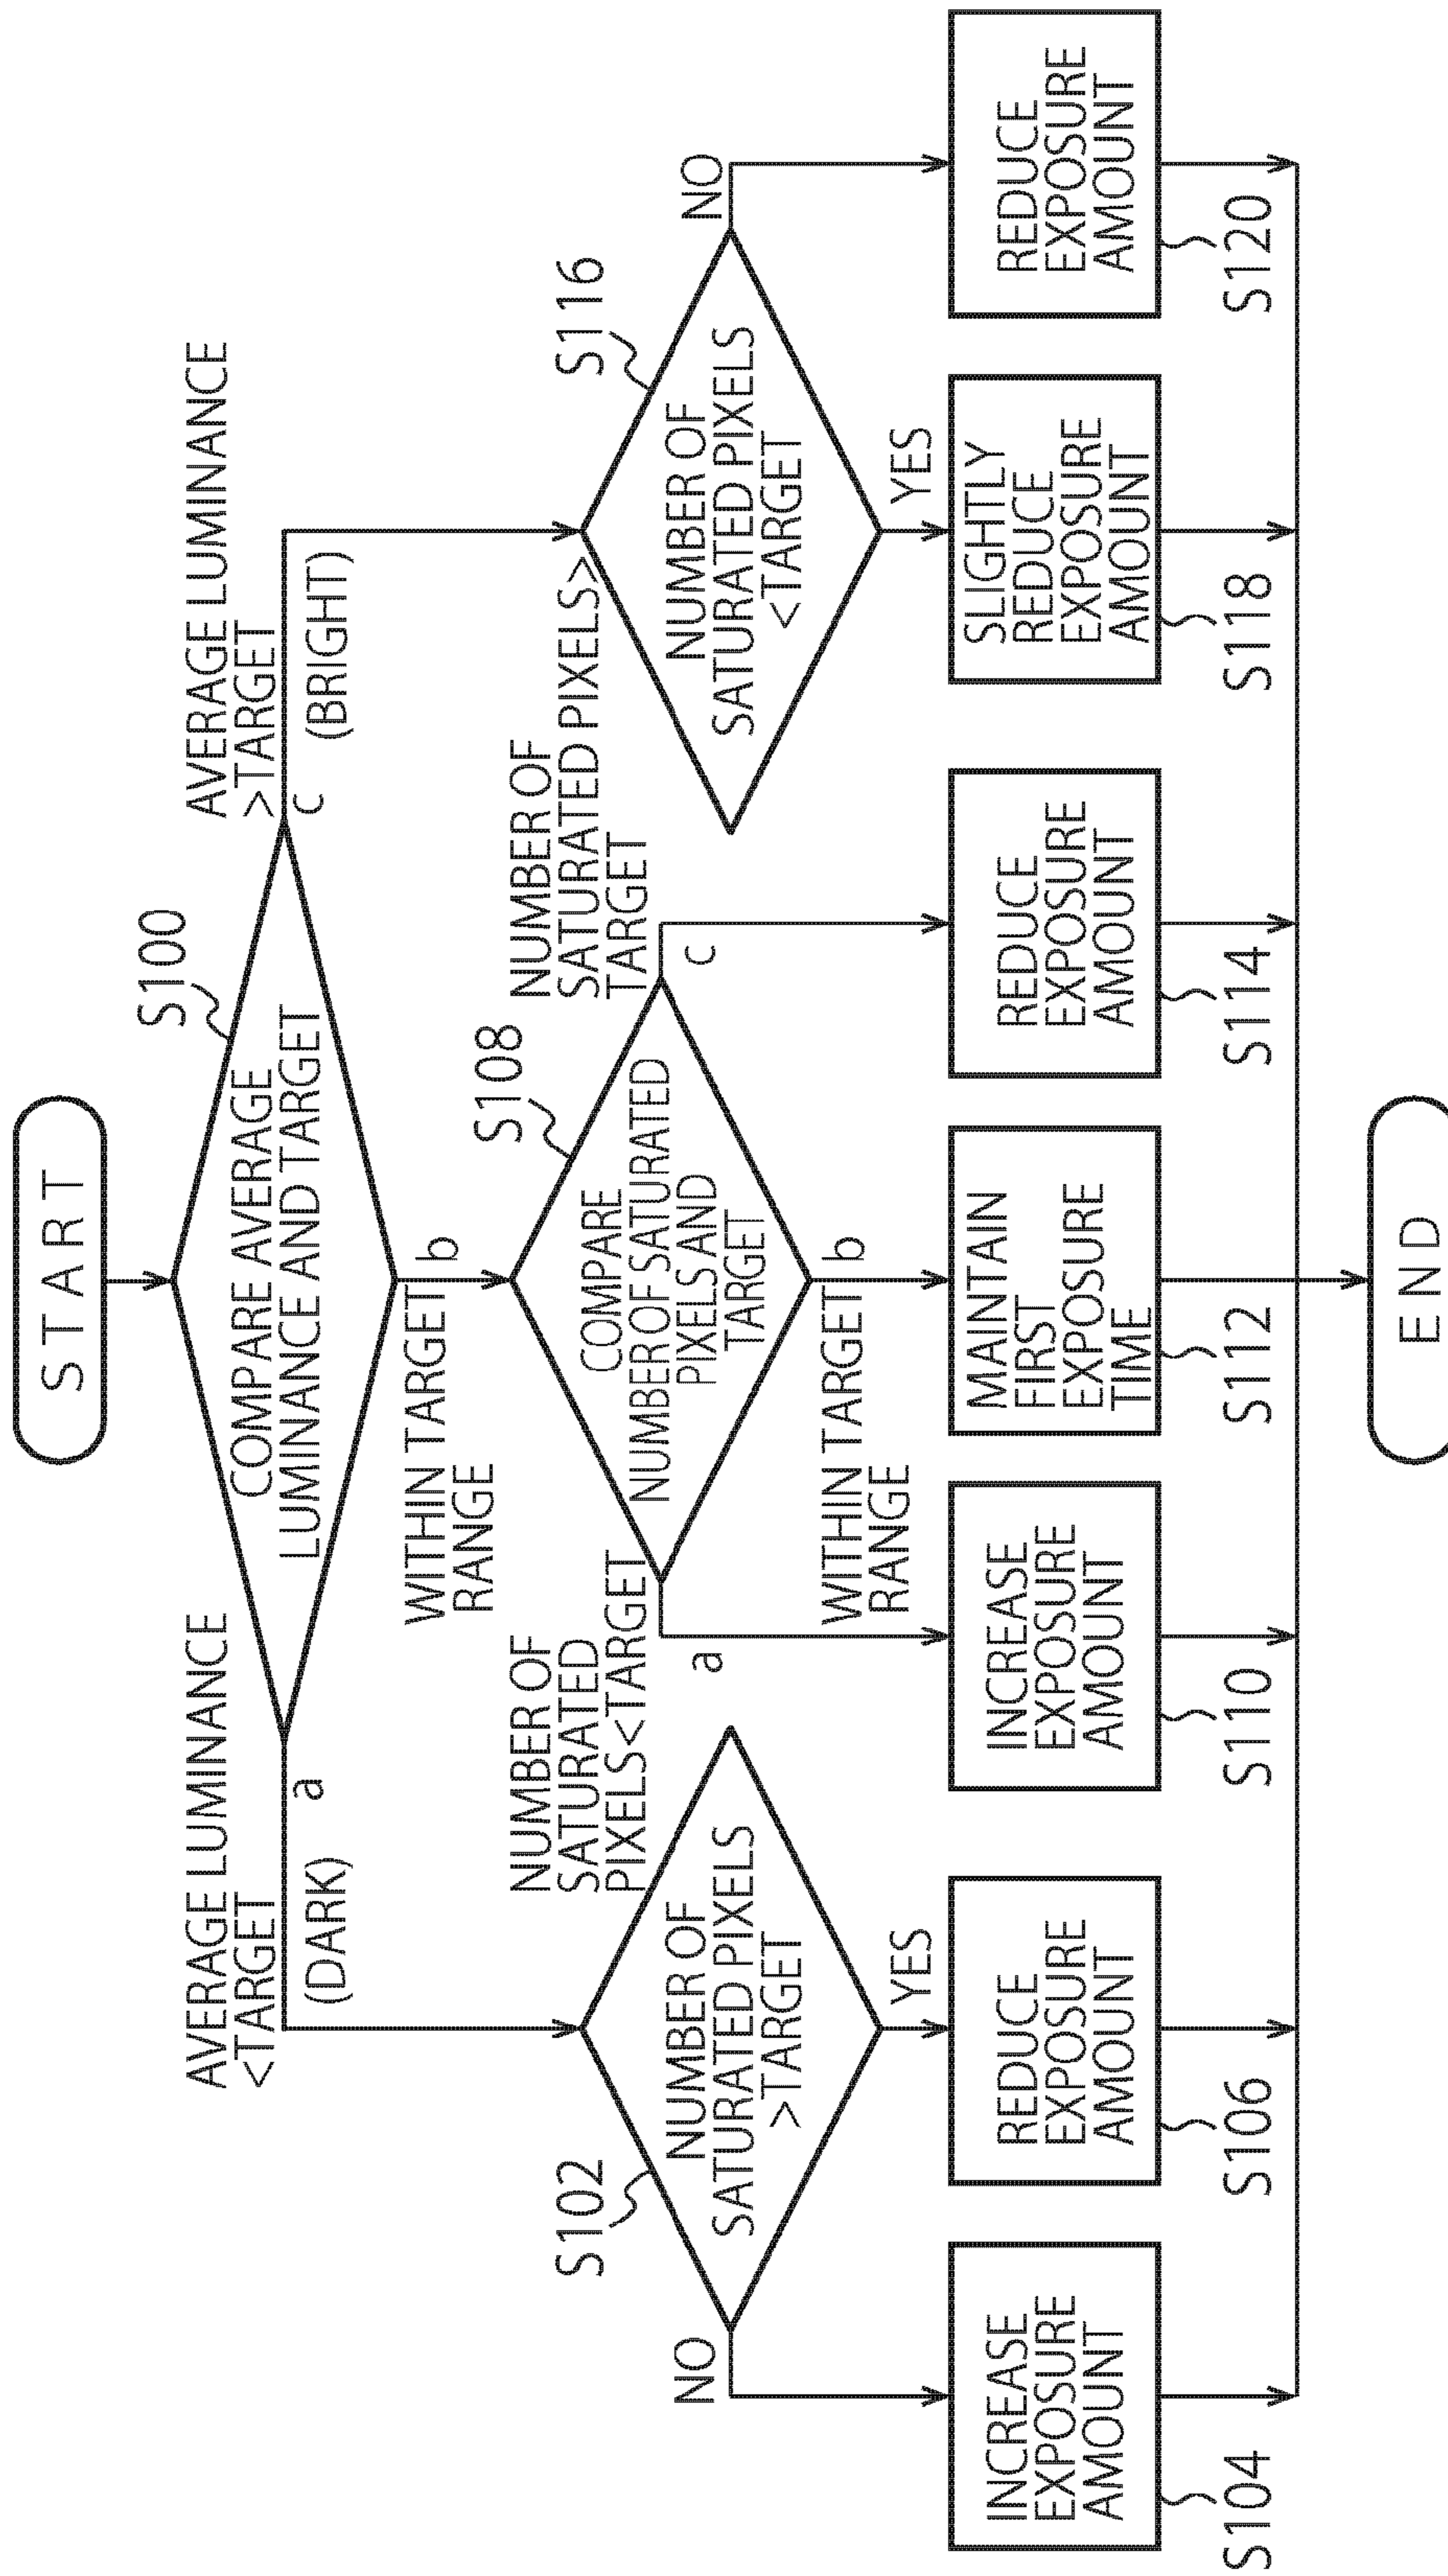 START
S100
COMPARE AVERAGE
LUMINANCE AND TARGET
AVERAGE LUMINANCE
<TARGET
a
(DARK)
WITHIN TARGET
RANGE
b
AVERAGE LUMINANCE
>TARGET
c
(BRIGHT)
S102
NUMBER OF
SATURATED PIXELS
>TARGET
NO
YES
S108
COMPARE
NUMBER OF SATURATED
PIXELS AND
TARGET
NUMBER OF
SATURATED
PIXELS<TARGET
a
WITHIN TARGET
RANGE
b
NUMBER OF
SATURATED PIXELS>
TARGET
c
S116
NUMBER OF
SATURATED PIXELS
<TARGET
YES
NO
INCREASE
EXPOSURE
AMOUNT
S104
REDUCE
EXPOSURE
AMOUNT
S106
INCREASE
EXPOSURE
AMOUNT
S110
MAINTAIN
FIRST
EXPOSURE
TIME
S112
REDUCE
EXPOSURE
AMOUNT
S114
SLIGHTLY
REDUCE
EXPOSURE
AMOUNT
S118
REDUCE
EXPOSURE
AMOUNT
S120
END